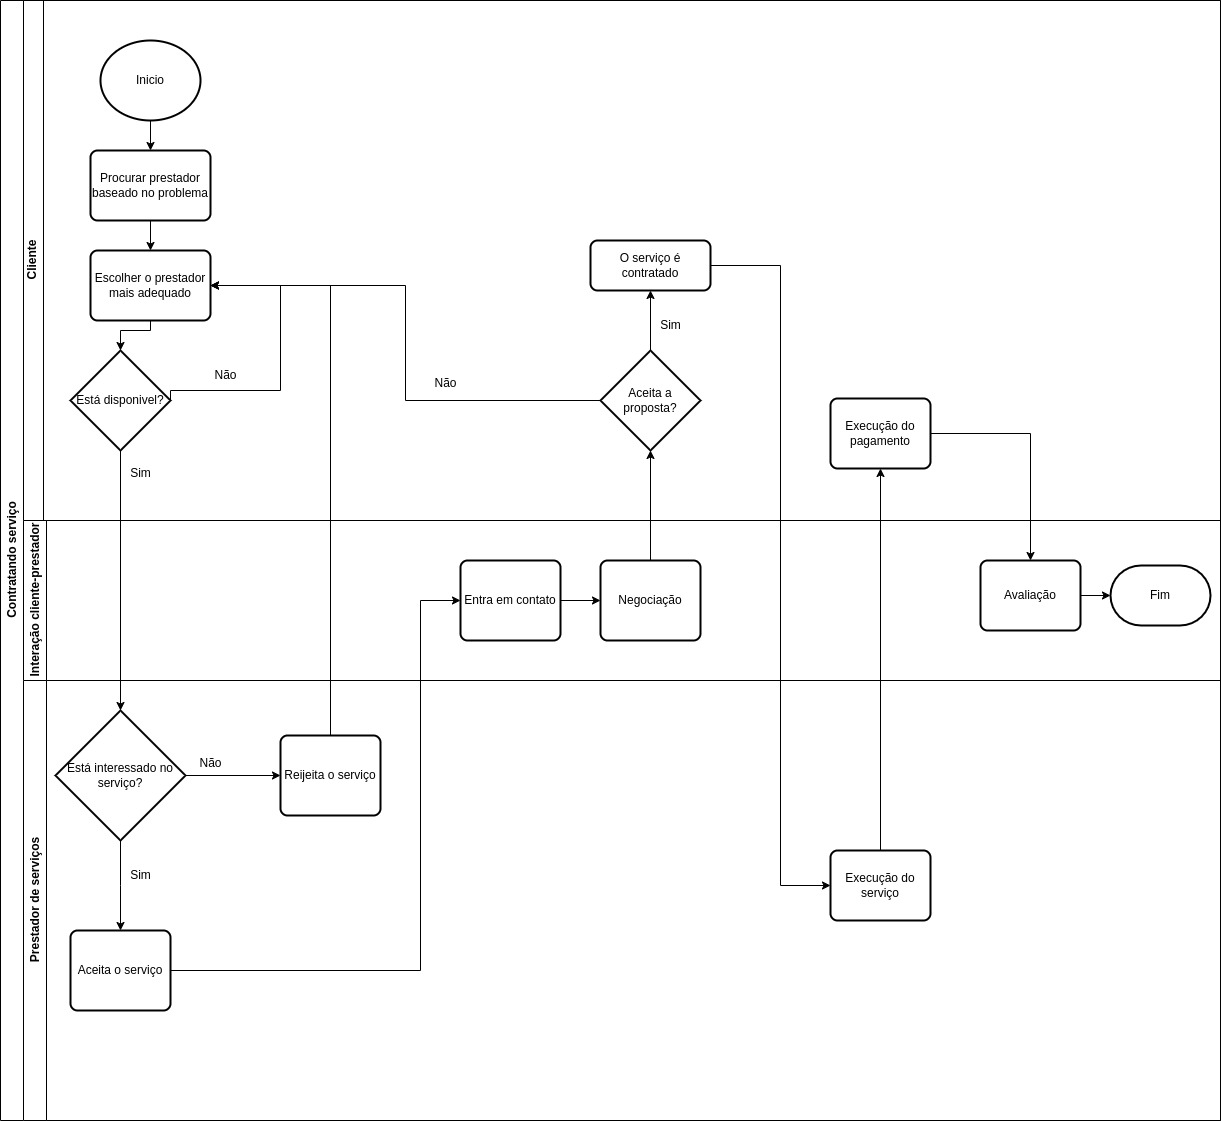 Contratando serviço
Cliente
Inicio
Procurar prestador
baseado no problema
Escolher o prestador
mais adequado
Está disponivel?
Não
Sim
O serviço é
contratado
Sim
Aceita a
proposta?
Não
Execução do
pagamento
Interação cliente-prestador
Entra em contato
Negociação
Avaliação
Fim
Prestador de serviços
Está interessado no
serviço?
Não
Reijeita o serviço
Sim
Aceita o serviço
Execução do
serviço